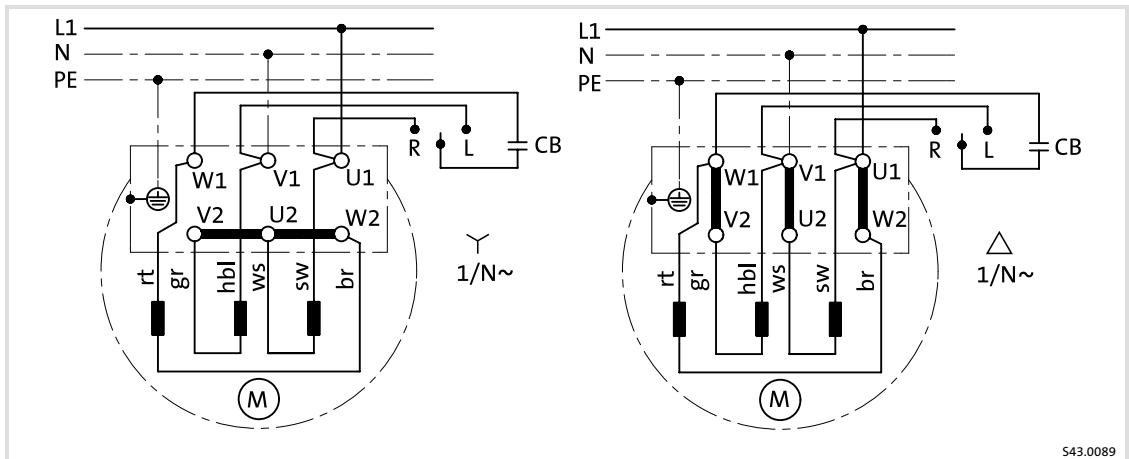 L1
N
PE
R L CB
W1 V1 U1
V2 U2 W2
rt gr hbl ws sw br
1/N~
M
L1
N
PE
R L CB
W1 V1 U1
V2 U2 W2
rt gr hbl ws sw br
1/N~
M
S43.0089